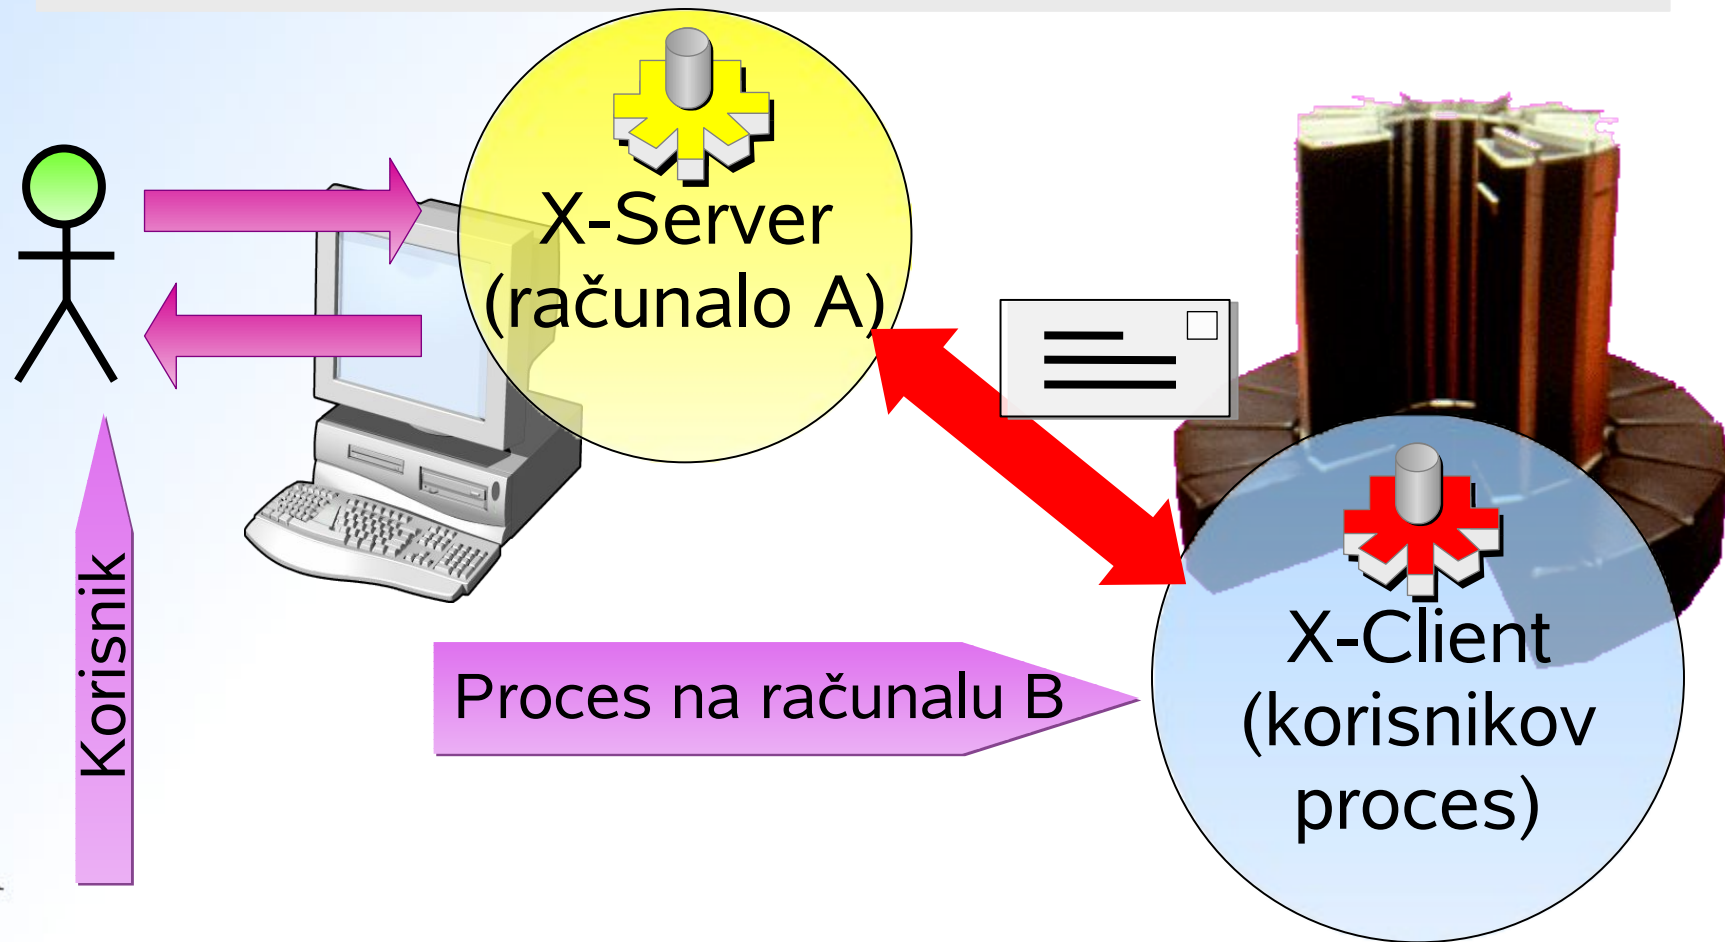 X-Server
(računalo A)
Korisnik
Proces na računalu B
X-Client
(korisnikov
proces)